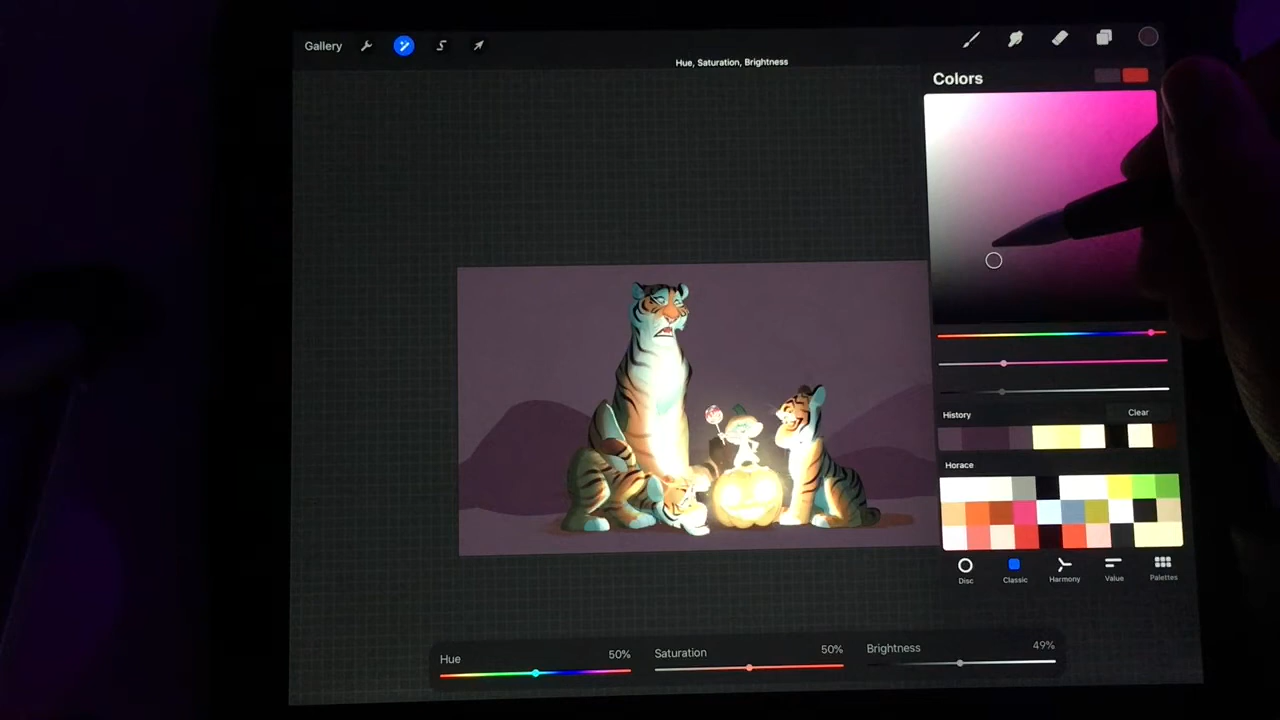 Gallery
Hue, Saturation, Brightness
Colors
History
Clear
Horace
Disc
Classic
Harmony
Value
Palettes
Hue 50%
Saturation 50%
Brightness 49%